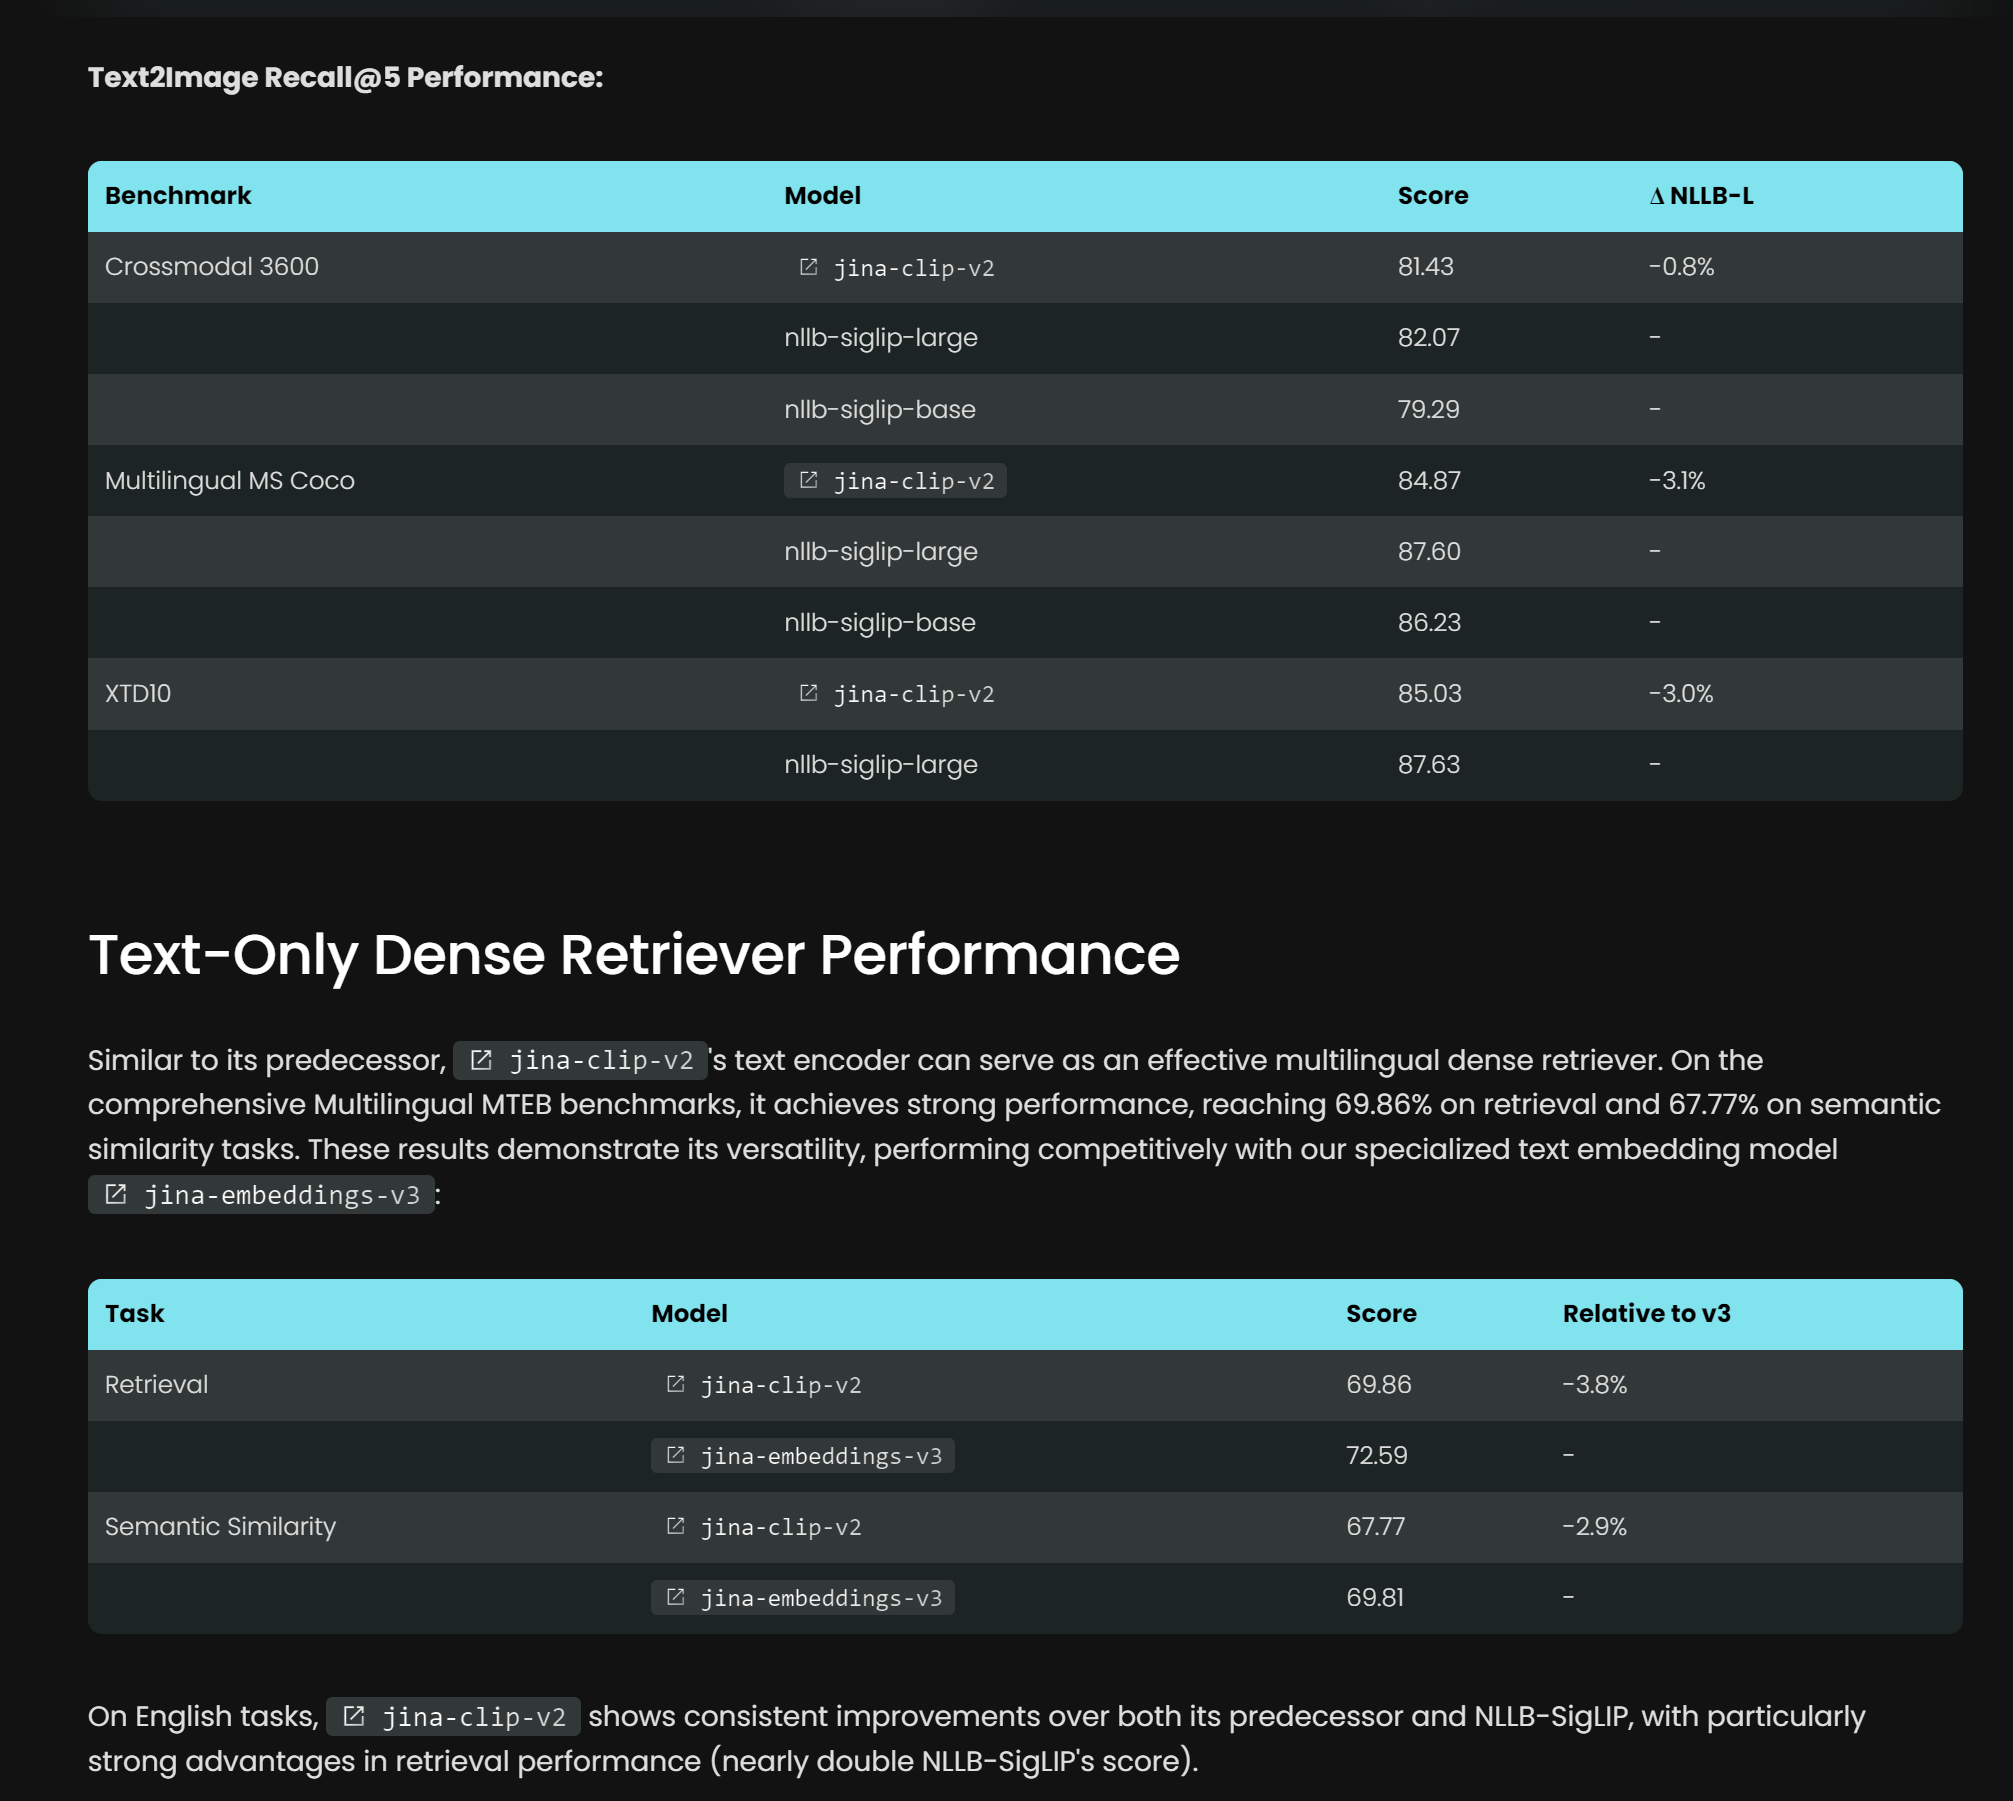 Text2Image Recall@5 Performance:
Benchmark Model Score Δ NLLB-L
Crossmodal 3600 jina-clip-v2 81.43 -0.8%
nllb-siglip-large 82.07 -
nllb-siglip-base 79.29 -
Multilingual MS Coco jina-clip-v2 84.87 -3.1%
nllb-siglip-large 87.60 -
nllb-siglip-base 86.23 -
XTD10 jina-clip-v2 85.03 -3.0%
nllb-siglip-large 87.63 -
Text-Only Dense Retriever Performance
Similar to its predecessor, jina-clip-v2's text encoder can serve as an effective multilingual dense retriever. On the
comprehensive Multilingual MTEB benchmarks, it achieves strong performance, reaching 69.86% on retrieval and 67.77% on semantic
similarity tasks. These results demonstrate its versatility, performing competitively with our specialized text embedding model
jina-embeddings-v3:
Task Model Score Relative to v3
Retrieval jina-clip-v2 69.86 -3.8%
jina-embeddings-v3 72.59 -
Semantic Similarity jina-clip-v2 67.77 -2.9%
jina-embeddings-v3 69.81 -
On English tasks, jina-clip-v2 shows consistent improvements over both its predecessor and NLLB-SigLIP, with particularly
strong advantages in retrieval performance (nearly double NLLB-SigLIP's score).